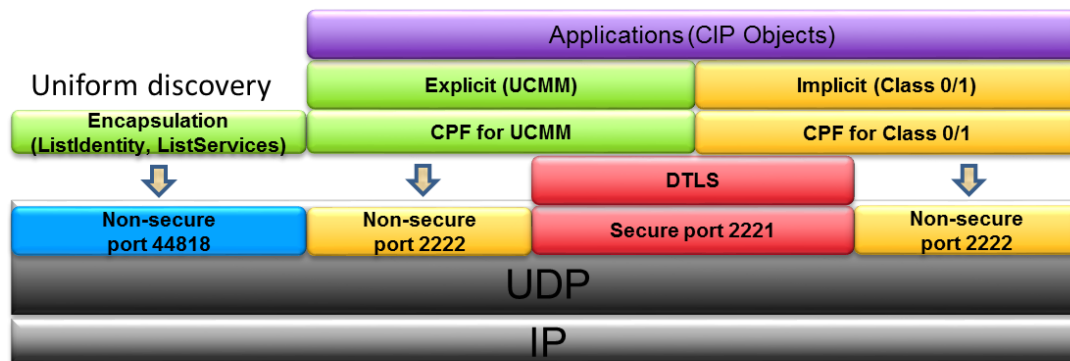 Applications (CIP Objects)
Uniform discovery
Explicit (UCMM)
Implicit (Class 0/1)
Encapsulation
(ListIdentity, ListServices)
CPF for UCMM
CPF for Class 0/1
DTLS
Non-secure
port 44818
Non-secure
port 2222
Secure port 2221
Non-secure
port 2222
UDP
IP